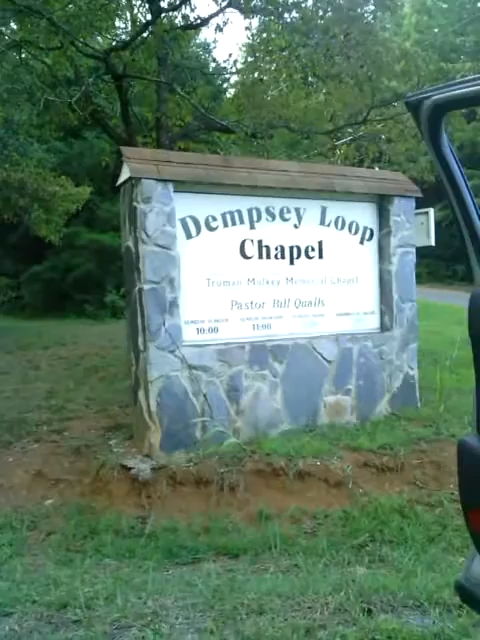 Dempsey Loop
Chapel
Truman Mulkey Memorial Chapel
Pastor Bill Qualls
10:00 11:00